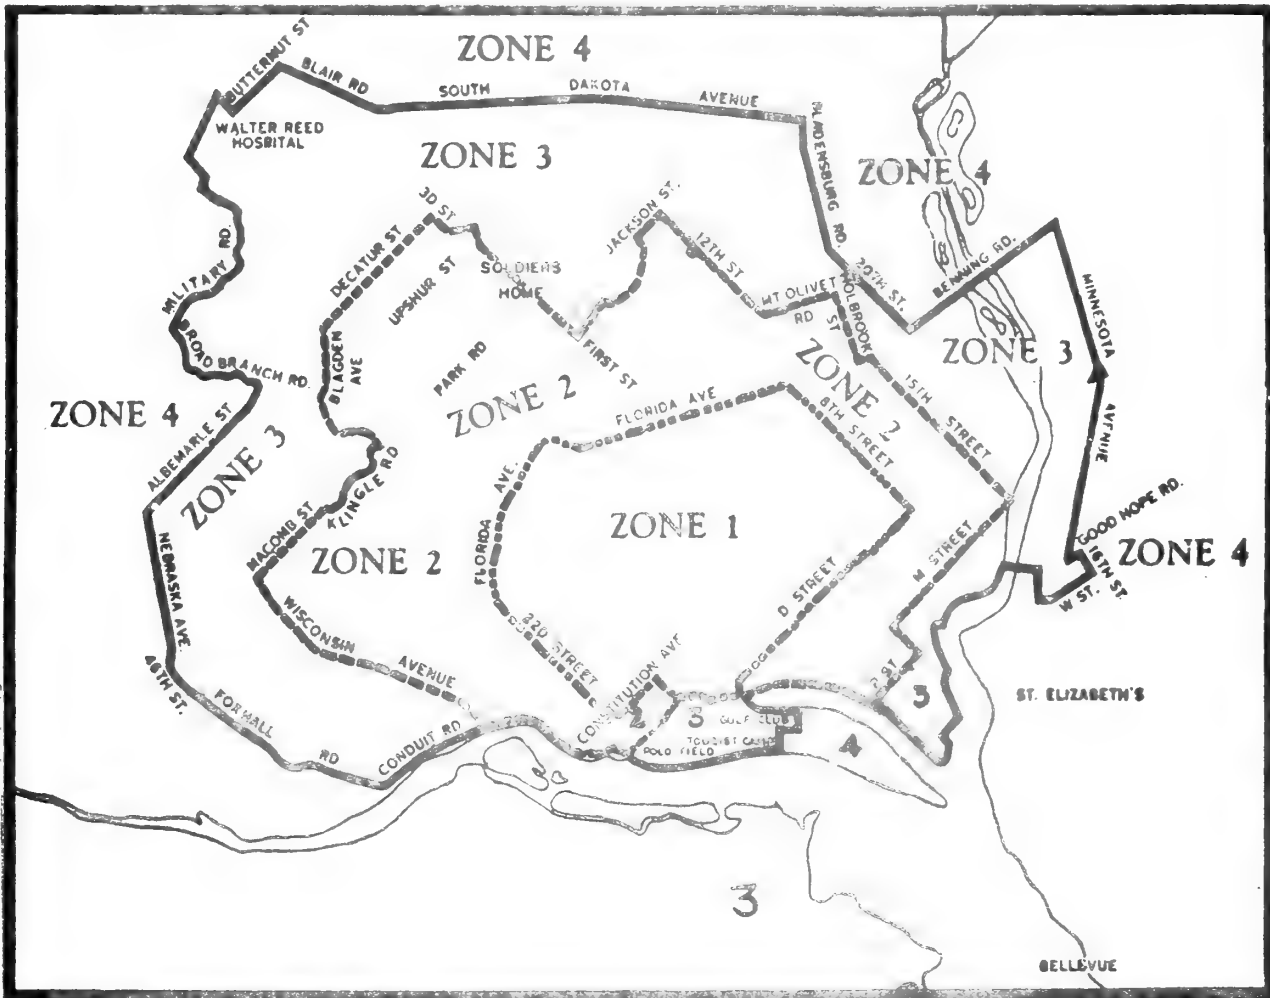 ZONE 4
BUTTERNUT ST
BLAIR RD
SOUTH DAKOTA AVENUE
WALTER REED
HOSPITAL
ZONE 3
BLADENSBURG RD.
ZONE 4
3D ST
JACKSON ST.
12TH ST
DECATUR ST
UPSHUR ST
SOLDIERS
HOME
MILITARY RD.
20TH ST.
BENNING RD.
MT OLIVET
RD
HOLBROOK
ST
MINNESOTA AVENUE
ZONE 3
BROAD BRANCH RD.
BLAGDEN
AVE
PARK RD
FIRST ST
ZONE 2
ZONE 2
ZONE 4
FLORIDA AVE
8TH STREET
15TH STREET
ALBEMARLE ST
ZONE 3
KLINGLE RD
MACOMB ST
FLORIDA AVE.
ZONE 1
GOOD HOPE RD.
16TH ST.
W ST.
ZONE 4
ZONE 2
NEBRASKA AVE.
WISCONSIN AVENUE
22D STREET
D STREET
M STREET
46TH ST.
FOXHALL RD
CONDUIT RD
CONSTITUTION AVE
2
3
GOLF CLUB
TOURIST CAMP
POLO FIELD
4
3
ST. ELIZABETH'S
3
BELLEVUE